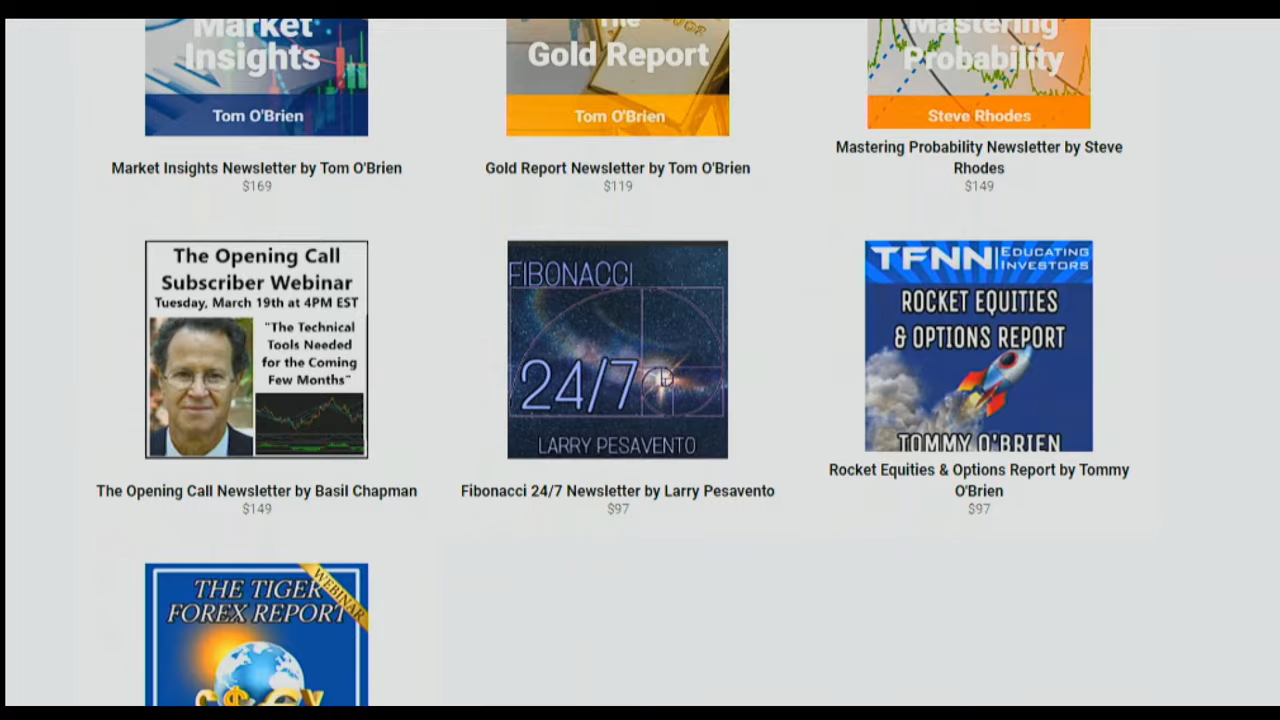 Market
Insights
Tom O'Brien
Market Insights Newsletter by Tom O'Brien
$169
The
Gold Report
Tom O'Brien
Gold Report Newsletter by Tom O'Brien
$119
Mastering
Probability
Steve Rhodes
Mastering Probability Newsletter by Steve
Rhodes
$149
The Opening Call
Subscriber Webinar
Tuesday, March 19th at 4PM EST
"The Technical
Tools Needed
for the Coming
Few Months"
The Opening Call Newsletter by Basil Chapman
$149
FIBONACCI
24/7
LARRY PESAVENTO
Fibonacci 24/7 Newsletter by Larry Pesavento
$97
TFNN EDUCATING
INVESTORS
ROCKET EQUITIES
& OPTIONS REPORT
TOMMY O'BRIEN
Rocket Equities & Options Report by Tommy
O'Brien
$97
THE TIGER
FOREX REPORT
WEBINAR